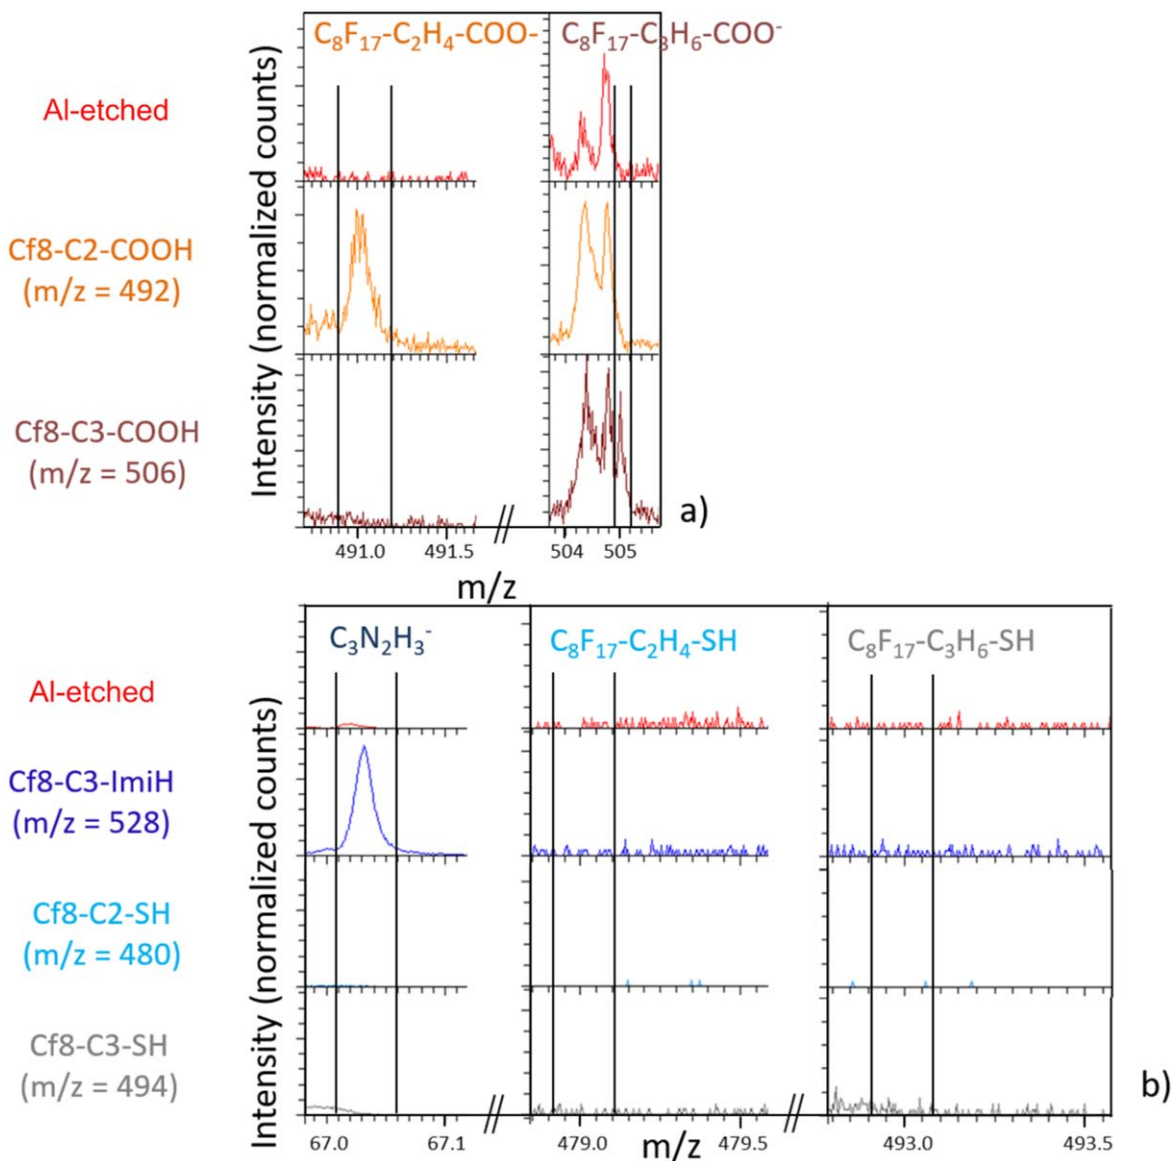 C₈F₁₇-C₂H₄-COO-
C₈F₁₇-C₃H₆-COO⁻
Al-etched
Cf8-C2-COOH
(m/z = 492)
Cf8-C3-COOH
(m/z = 506)
Intensity (normalized counts)
a)
491.0 491.5 // 504 505
m/z
C₃N₂H₃⁻
C₈F₁₇-C₂H₄-SH
C₈F₁₇-C₃H₆-SH
Al-etched
Cf8-C3-ImiH
(m/z = 528)
Cf8-C2-SH
(m/z = 480)
Cf8-C3-SH
(m/z = 494)
Intensity (normalized counts)
b)
67.0 67.1 // 479.0 479.5 // 493.0 493.5
m/z